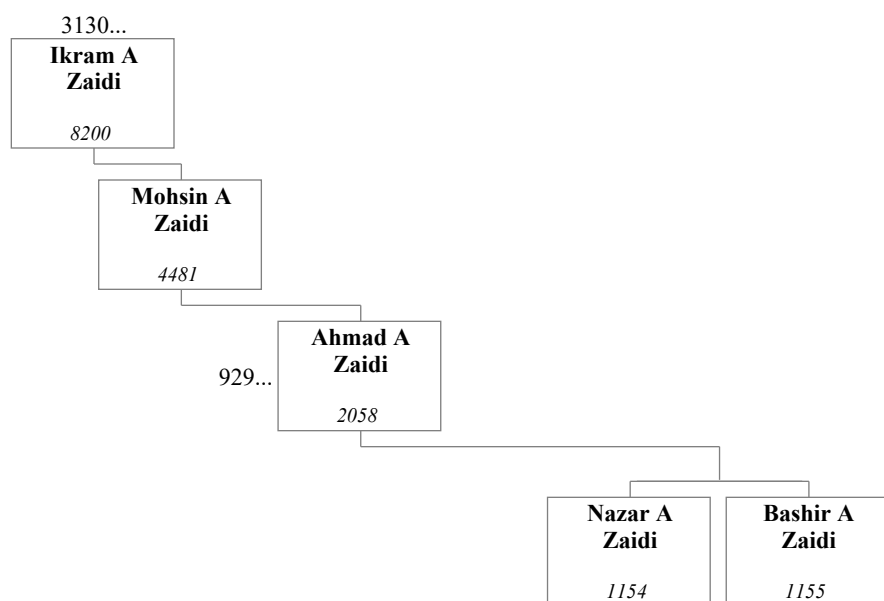 3130...
Ikram A
Zaidi
8200
Mohsin A
Zaidi
4481
Ahmad A
Zaidi
929...
2058
Nazar A
Zaidi
1154
Bashir A
Zaidi
1155